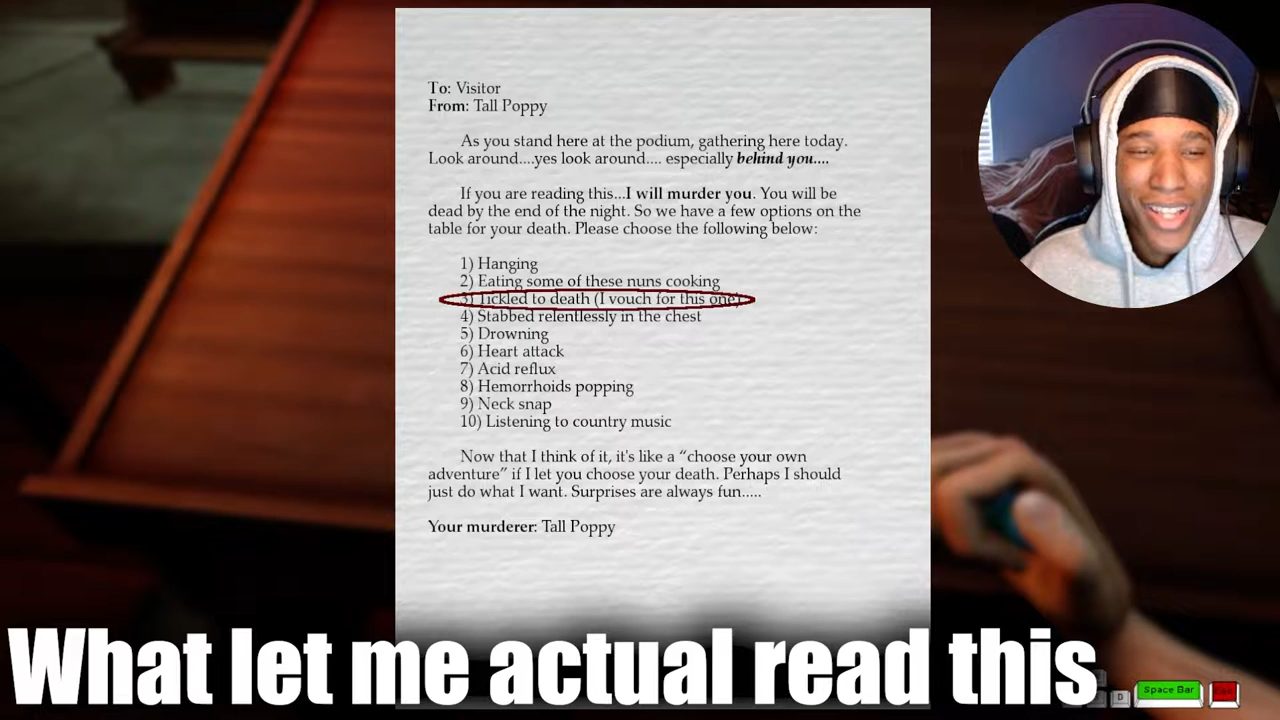 To: Visitor
From: Tall Poppy
As you stand here at the podium, gathering here today.
Look around....yes look around.... especially behind you....
If you are reading this...I will murder you. You will be
dead by the end of the night. So we have a few options on the
table for your death. Please choose the following below:
1) Hanging
2) Eating some of these nuns cooking
3) Tickled to death (I vouch for this one)
4) Stabbed relentlessly in the chest
5) Drowning
6) Heart attack
7) Acid reflux
8) Hemorrhoids popping
9) Neck snap
10) Listening to country music
Now that I think of it, it's like a “choose your own
adventure” if I let you choose your death. Perhaps I should
just do what I want. Surprises are always fun.....
Your murderer: Tall Poppy
What let me actual read this
D
Space Bar